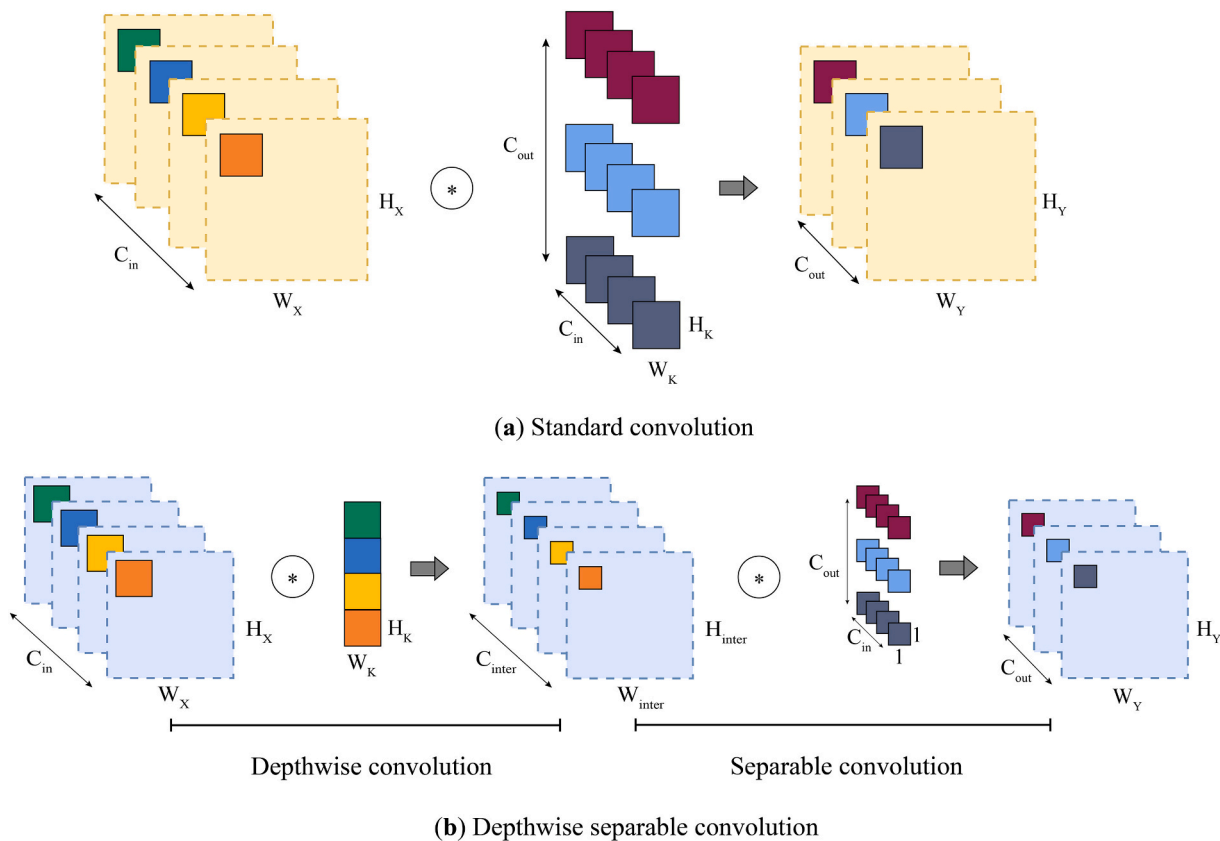 C_out
H_X
*
H_Y
C_in
C_out
W_X
W_Y
C_in
H_K
W_K
(a) Standard convolution
*
*
C_out
H_X
H_K
H_inter
C_in
1
H_Y
C_in
W_K
C_inter
1
C_out
W_X
W_inter
W_Y
Depthwise convolution
Separable convolution
(b) Depthwise separable convolution